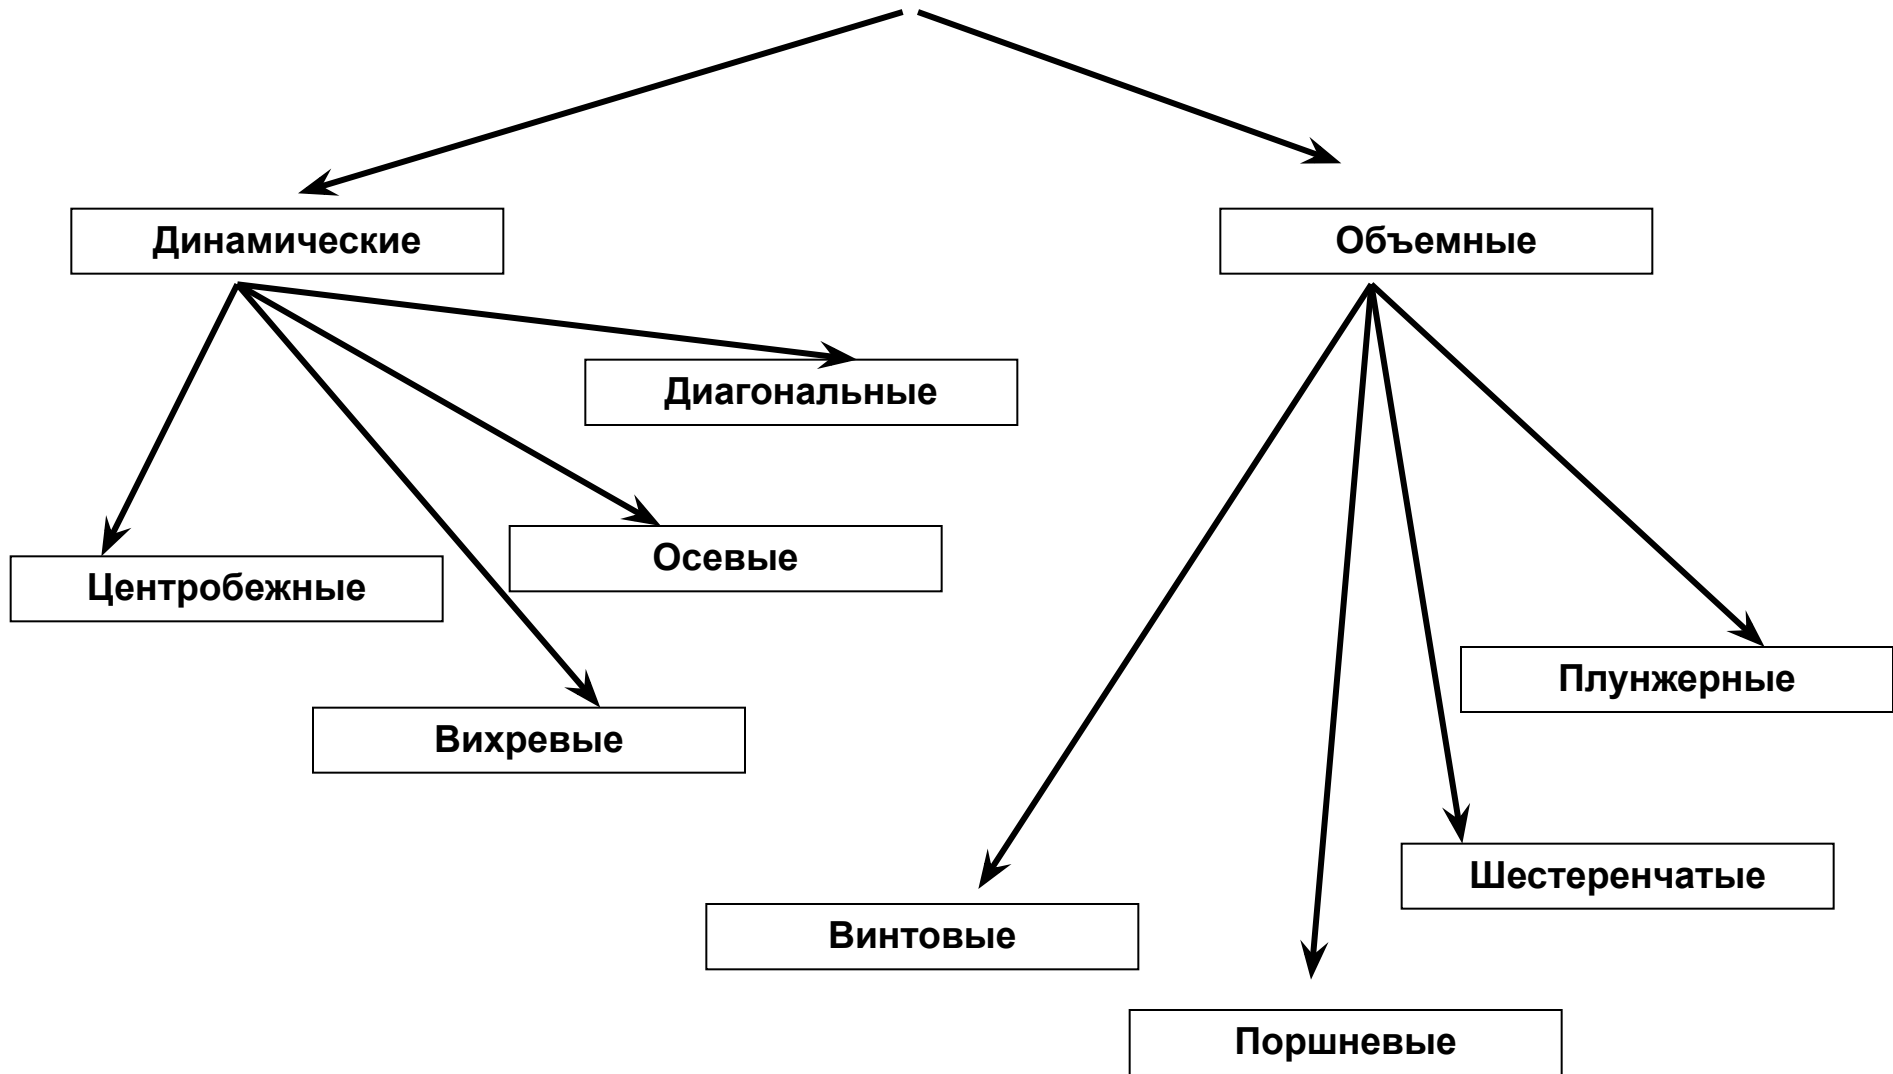 Динамические
Объемные
Диагональные
Осевые
Центробежные
Плунжерные
Вихревые
Шестеренчатые
Винтовые
Поршневые